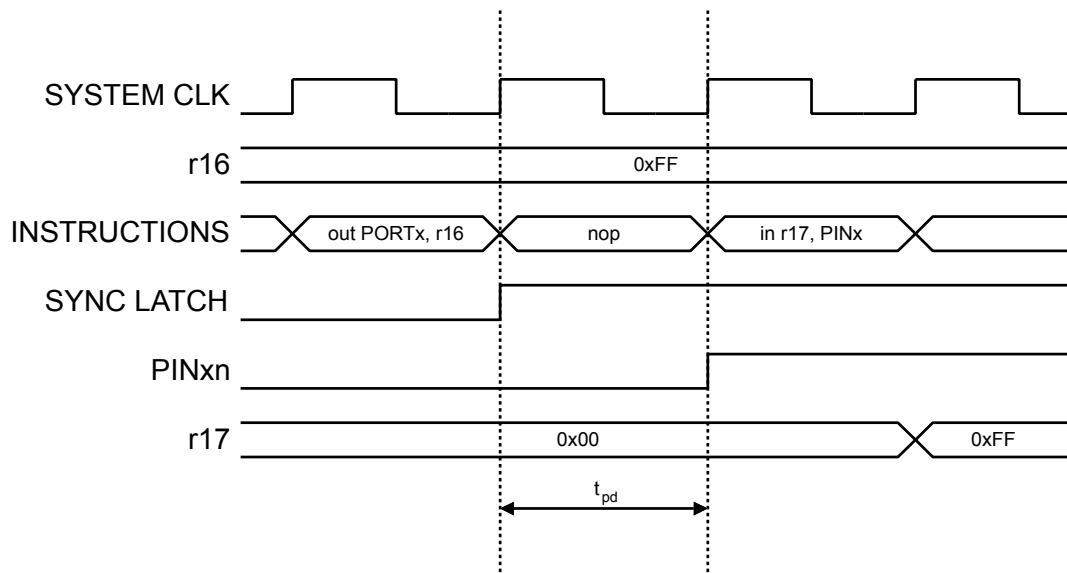 SYSTEM CLK
r16
0xFF
INSTRUCTIONS
out PORTx, r16
nop
in r17, PINx
SYNC LATCH
PINxn
r17
0x00
0xFF
tpd